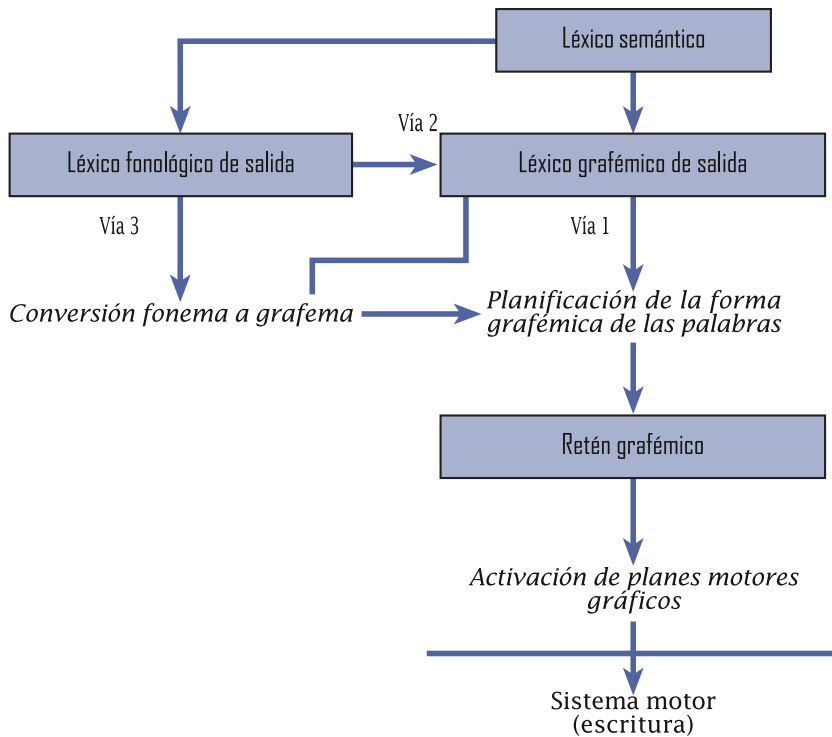 Léxico semántico
Vía 2
Léxico fonológico de salida
Léxico grafémico de salida
Vía 3
Vía 1
Conversión fonema a grafema
Planificación de la forma
grafémica de las palabras
Retén grafémico
Activación de planes motores
gráficos
Sistema motor
(escritura)